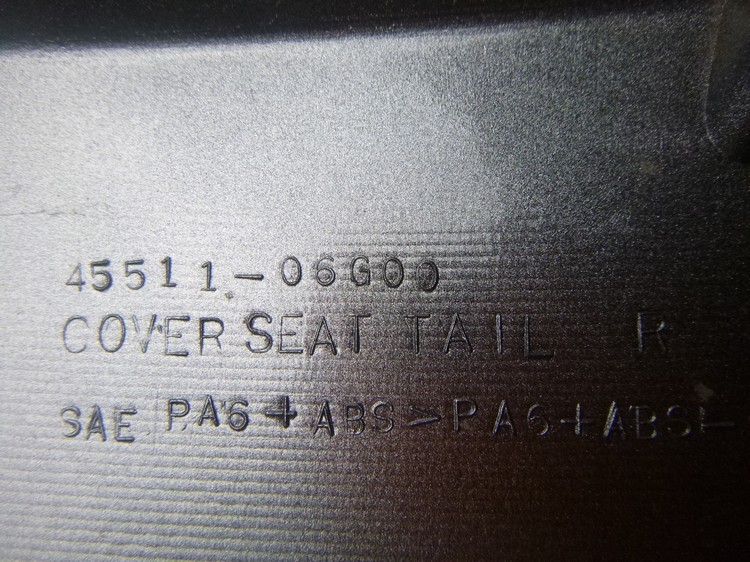 45511-06G00
COVER SEAT TAIL R
SAE PA6+ABS>PA6+ABS-